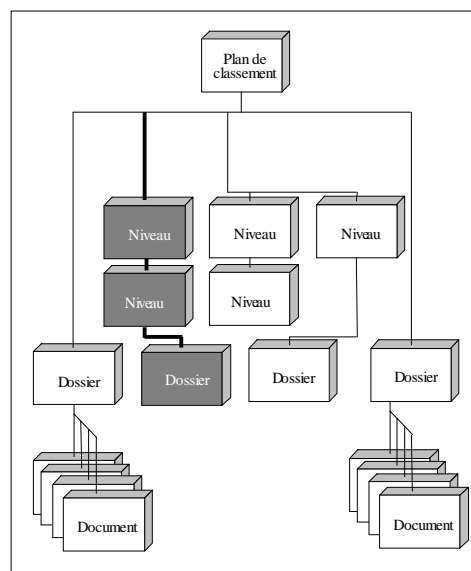 Plan de
classement
Niveau
Niveau
Niveau
Niveau
Niveau
Dossier
Dossier
Dossier
Dossier
Document
Document